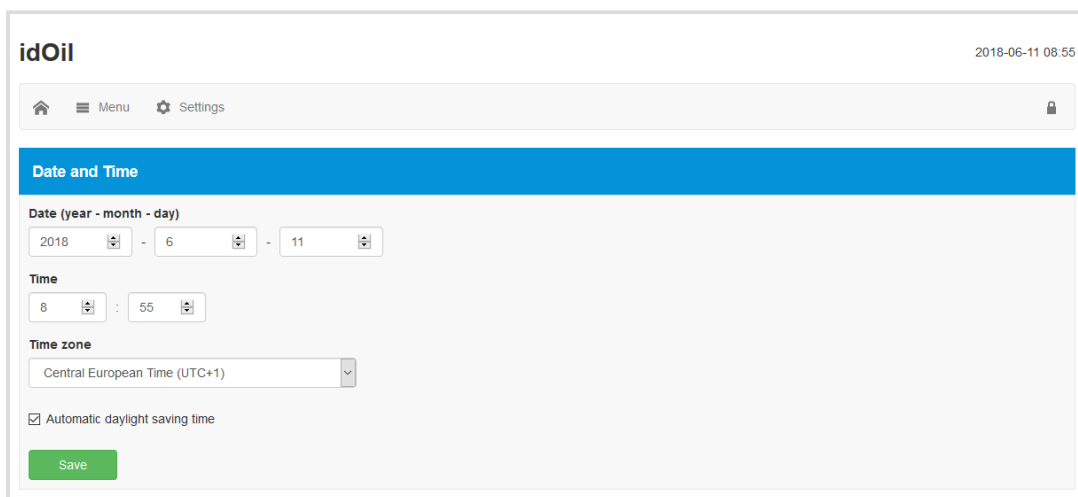 idOil
2018-06-11 08:55
Menu Settings
Date and Time
Date (year - month - day)
2018 - 6 - 11
Time
8 : 55
Time zone
Central European Time (UTC+1)
Automatic daylight saving time
Save